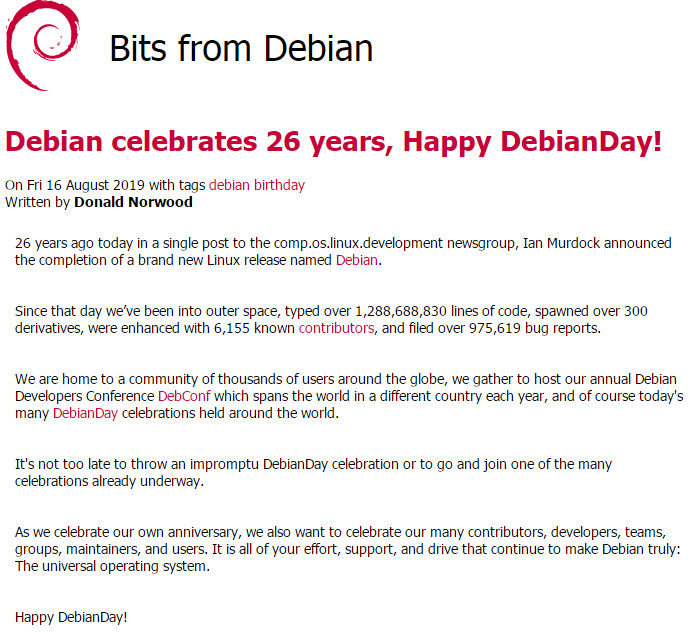 Bits from Debian
Debian celebrates 26 years, Happy DebianDay!
On Fri 16 August 2019 with tags debian birthday
Written by Donald Norwood
26 years ago today in a single post to the comp.os.linux.development newsgroup, Ian Murdock announced
the completion of a brand new Linux release named Debian.
Since that day we’ve been into outer space, typed over 1,288,688,830 lines of code, spawned over 300
derivatives, were enhanced with 6,155 known contributors, and filed over 975,619 bug reports.
We are home to a community of thousands of users around the globe, we gather to host our annual Debian
Developers Conference DebConf which spans the world in a different country each year, and of course today's
many DebianDay celebrations held around the world.
It's not too late to throw an impromptu DebianDay celebration or to go and join one of the many
celebrations already underway.
As we celebrate our own anniversary, we also want to celebrate our many contributors, developers, teams,
groups, maintainers, and users. It is all of your effort, support, and drive that continue to make Debian truly:
The universal operating system.
Happy DebianDay!